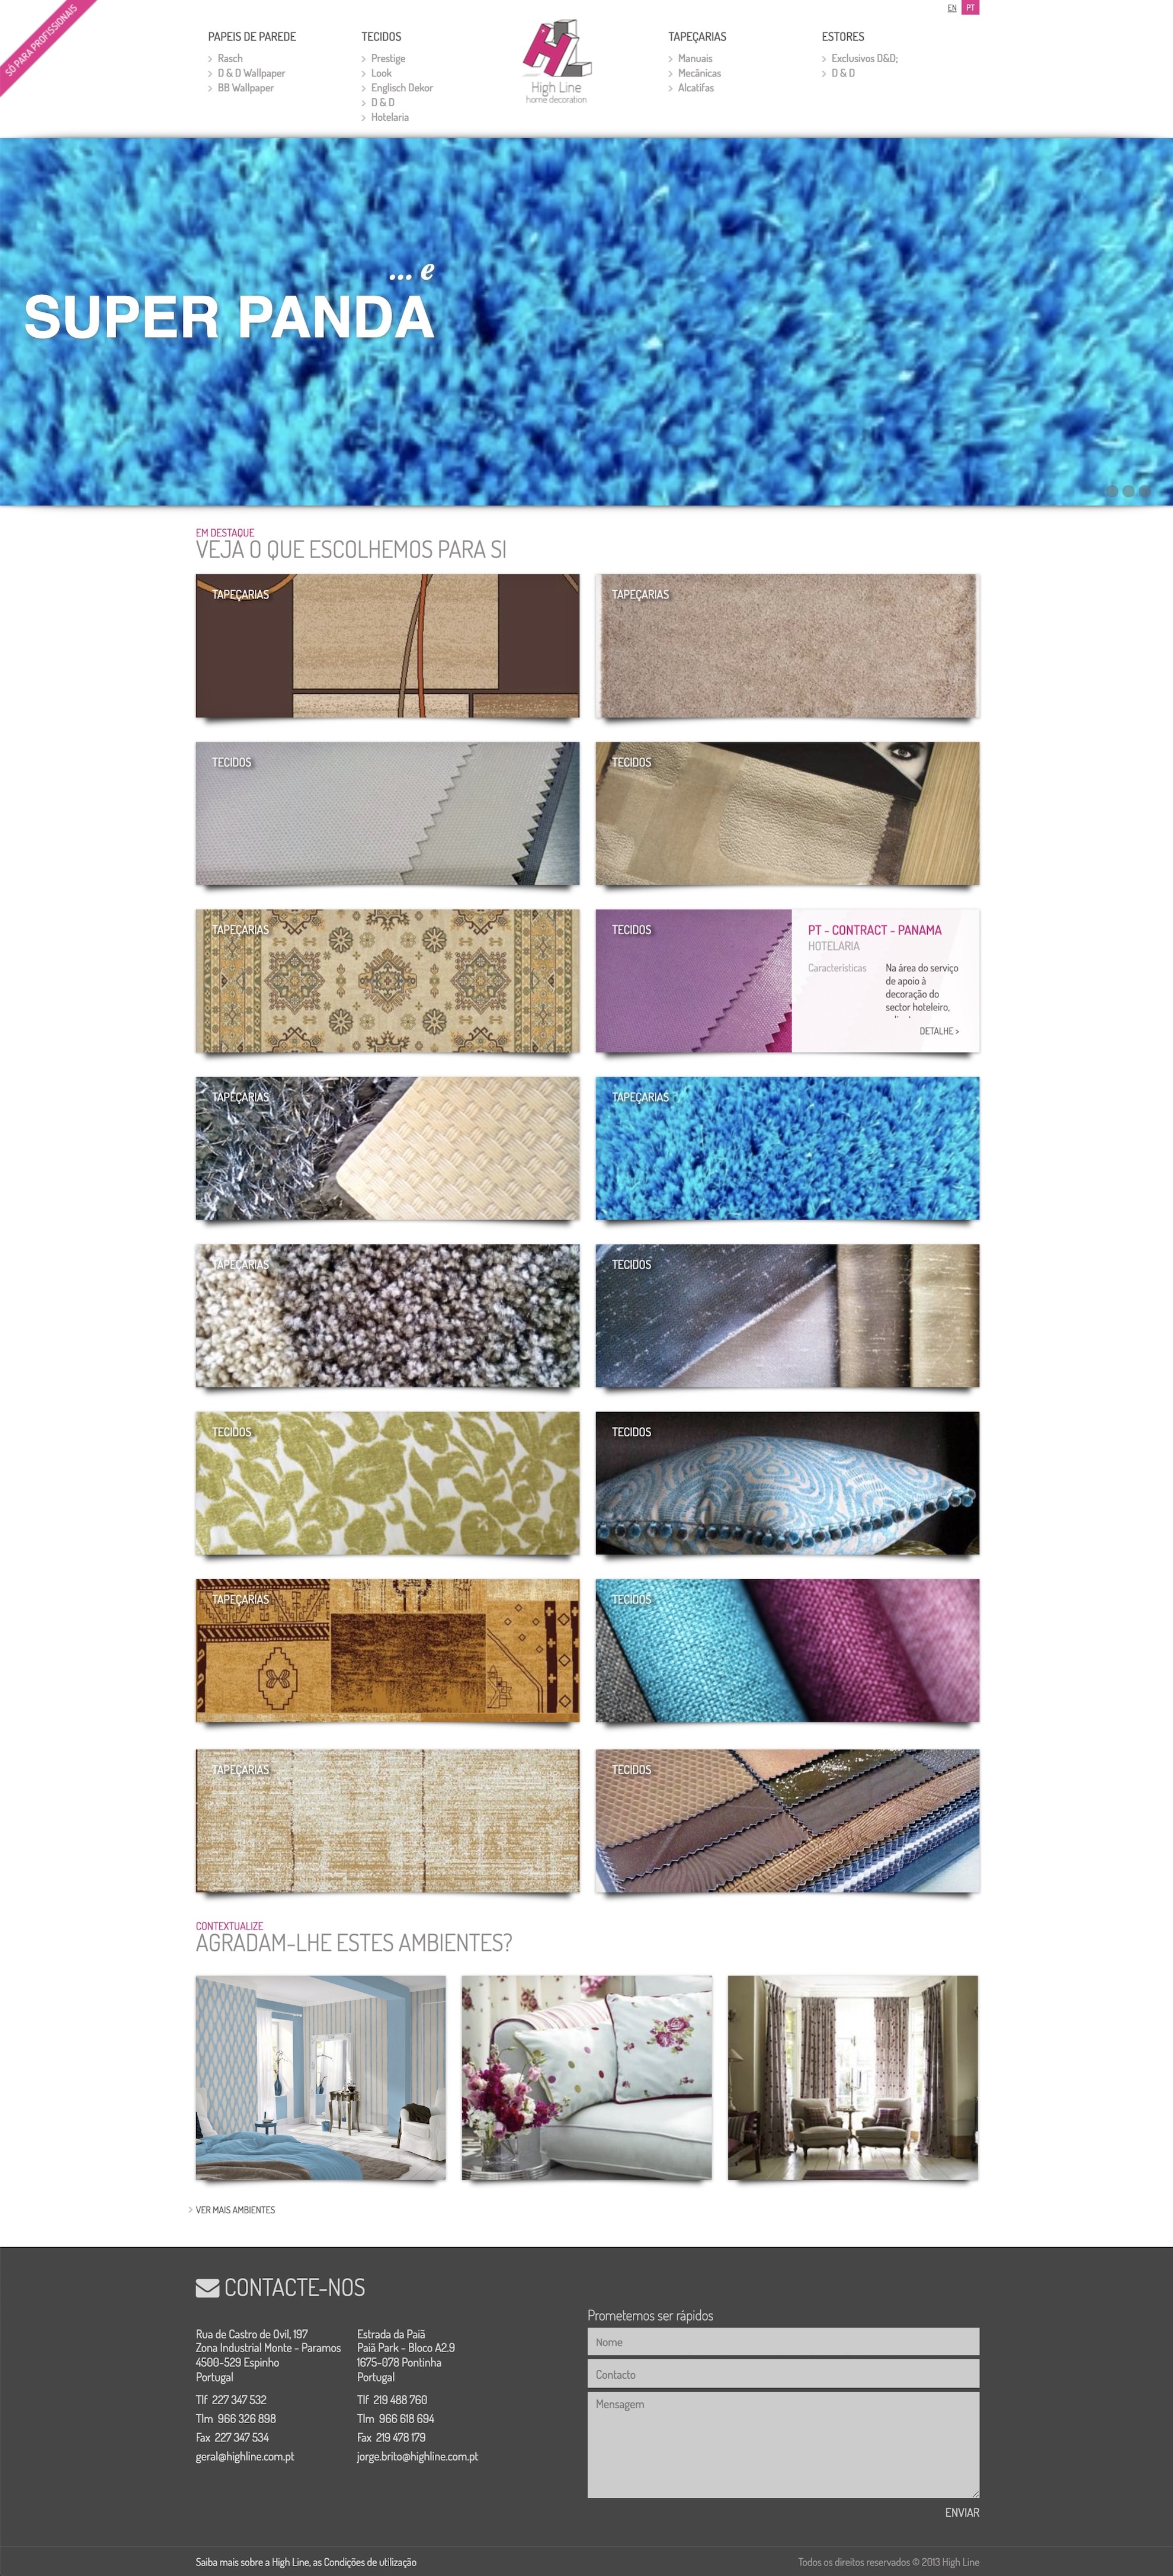 SÓ PARA PROFISSIONAIS
EN PT
PAPEIS DE PAREDE
Rasch
D & D Wallpaper
BB Wallpaper
TECIDOS
Prestige
Look
Englisch Dekor
D & D
Hotelaria
High Line
home decoration
TAPEÇARIAS
Manuais
Mecânicas
Alcatifas
ESTORES
Exclusivos D&D;
D & D
... e
SUPER PANDA
EM DESTAQUE
VEJA O QUE ESCOLHEMOS PARA SI
TAPEÇARIAS
TAPEÇARIAS
TECIDOS
TECIDOS
TAPEÇARIAS
TECIDOS
PT - CONTRACT - PANAMA
HOTELARIA
Características
Na área do serviço
de apoio à
decoração do
sector hoteleiro,
DETALHE >
TAPEÇARIAS
TAPEÇARIAS
TAPEÇARIAS
TECIDOS
TECIDOS
TECIDOS
TAPEÇARIAS
TECIDOS
TAPEÇARIAS
TECIDOS
CONTEXTUALIZE
AGRADAM-LHE ESTES AMBIENTES?
VER MAIS AMBIENTES
CONTACTE-NOS
Rua de Castro de Ovil, 197
Zona Industrial Monte - Paramos
4500-529 Espinho
Portugal
Tlf 227 347 532
Tlm 966 326 898
Fax 227 347 534
geral@highline.com.pt
Estrada da Paiã
Paiã Park - Bloco A2.9
1675-078 Pontinha
Portugal
Tlf 219 488 760
Tlm 966 618 694
Fax 219 478 179
jorge.brito@highline.com.pt
Prometemos ser rápidos
Nome
Contacto
Mensagem
ENVIAR
Saiba mais sobre a High Line, as Condições de utilização
Todos os direitos reservados © 2013 High Line